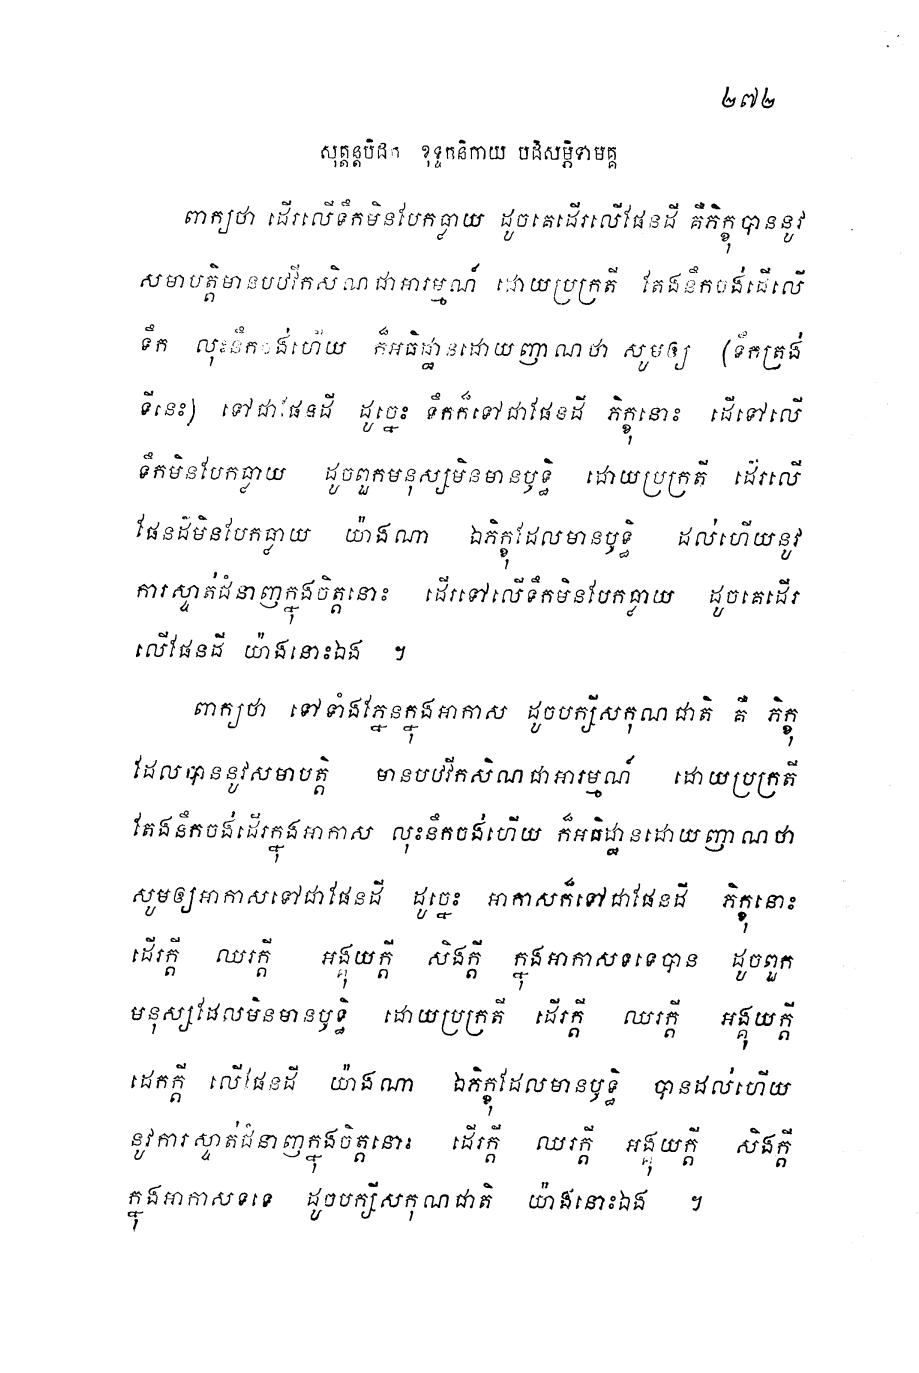 ២៧២
សុត្តន្តបិដក ខុទ្ទកនិកាយ បដិសម្ភិទាមគ្គ
ពាក្យថា ដើរលើទឹកមិនបែកធ្លាយ ដូចគេដើរលើផែនដី គឺភិក្ខុបាននូវ
សមាបត្តិមានបឋវីកសិណជាអារម្មណ៍ ដោយប្រក្រតី តែងនឹកចង់ដើរលើ
ទឹក លុះនឹកចង់ហើយ ក៏អធិដ្ឋានដោយញាណថា សូមឲ្យ (ទឹកត្រង់
ទីនេះ) ទៅជាផែនដី ដូច្នេះ ទឹកក៏ទៅជាផែនដី ភិក្ខុនោះ ដើរទៅលើ
ទឹកមិនបែកធ្លាយ ដូចពួកមនុស្សមិនមានឫទ្ធិ ដោយប្រក្រតី ដើរលើ
ផែនដីមិនបែកធ្លាយ យ៉ាងណា ឯភិក្ខុដែលមានឫទ្ធិ ដល់ហើយនូវ
ការស្ទាត់ជំនាញក្នុងចិត្តនោះ ដើរទៅលើទឹកមិនបែកធ្លាយ ដូចគេដើរ
លើផែនដី យ៉ាងនោះឯង ។
ពាក្យថា ទៅទាំងភ្នែនក្នុងអាកាស ដូចបក្សីសកុណជាតិ គឺ ភិក្ខុ
ដែលបាននូវសមាបត្តិ មានបឋវីកសិណជាអារម្មណ៍ ដោយប្រក្រតី
តែងនឹកចង់ដើរក្នុងអាកាស លុះនឹកចង់ហើយ ក៏អធិដ្ឋានដោយញាណថា
សូមឲ្យអាកាសទៅជាផែនដី ដូច្នេះ អាកាសក៏ទៅជាផែនដី ភិក្ខុនោះ
ដើរក្តី ឈរក្តី អង្គុយក្តី សិងក្តី ក្នុងអាកាសទទេបាន ដូចពួក
មនុស្សដែលមិនមានឫទ្ធិ ដោយប្រក្រតី ដើរក្តី ឈរក្តី អង្គុយក្តី
ដេកក្តី លើផែនដី យ៉ាងណា ឯភិក្ខុដែលមានឫទ្ធិ បានដល់ហើយ
នូវការស្ទាត់ជំនាញក្នុងចិត្តនោះ ដើរក្តី ឈរក្តី អង្គុយក្តី សិងក្តី
ក្នុងអាកាសទទេ ដូចបក្សីសកុណជាតិ យ៉ាងនោះឯង ។